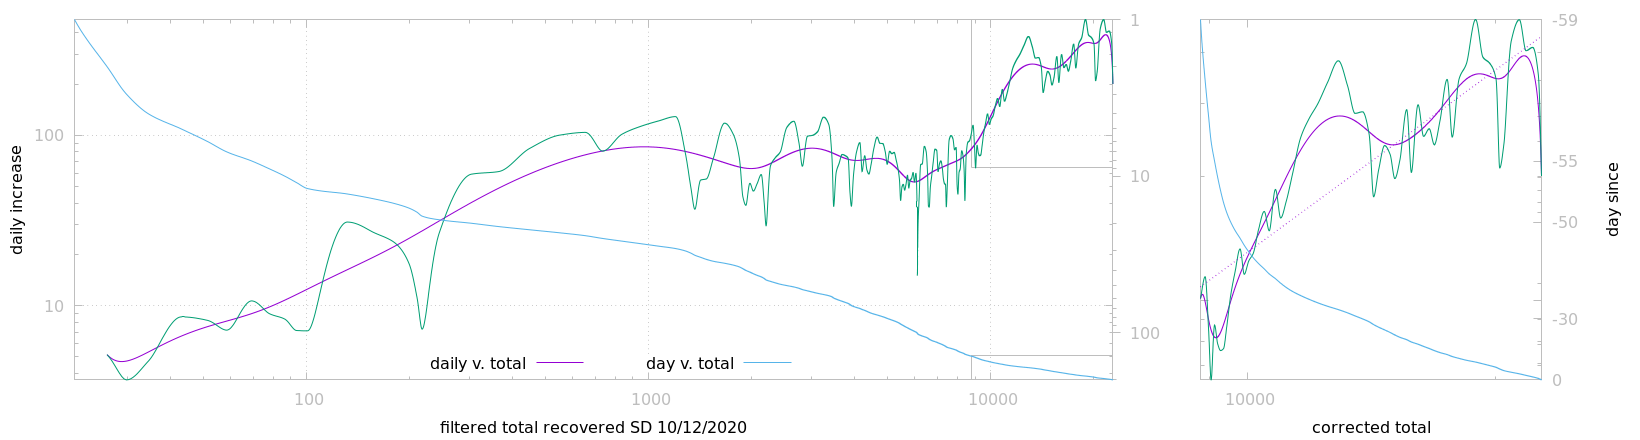 daily increase
100
10
1
10
100
100
1000
10000
daily v. total
day v. total
filtered total recovered SD 10/12/2020
-59
-55
-50
-30
0
day since
10000
corrected total